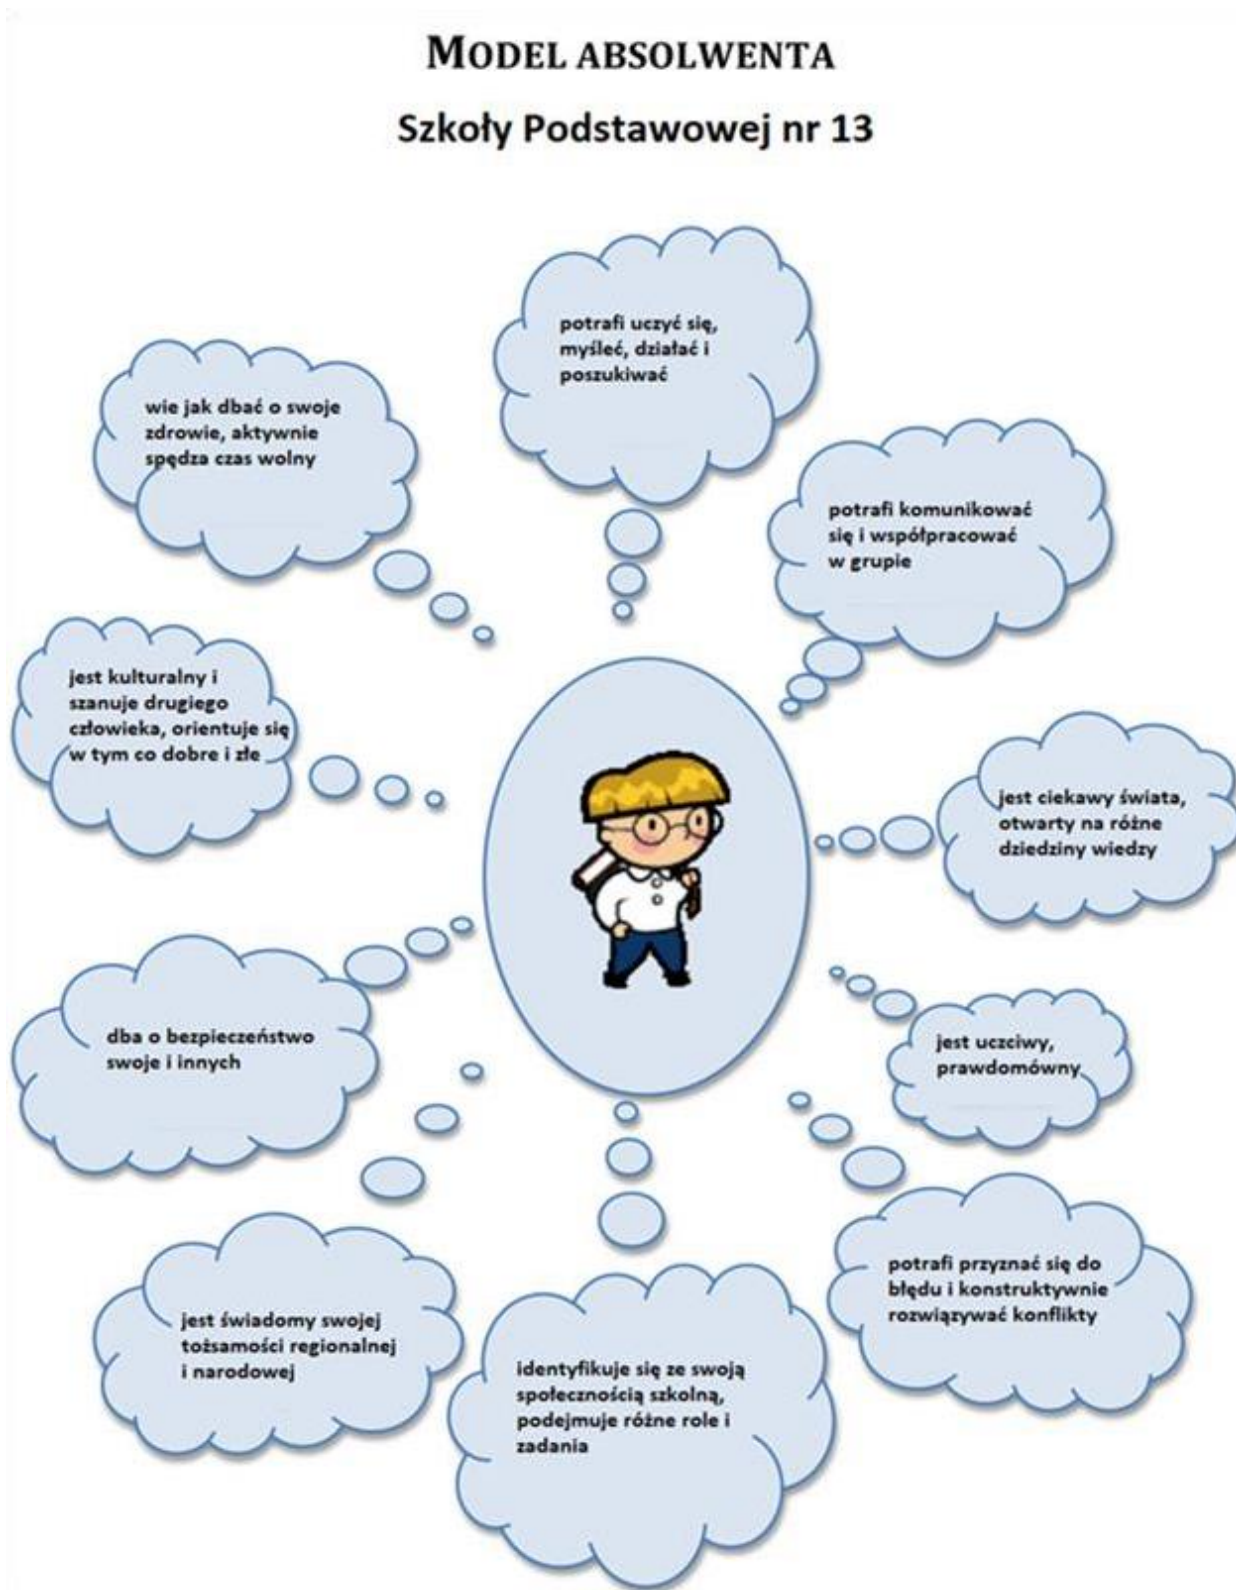 MODEL ABSOLWENTA
Szkoły Podstawowej nr 13
potrafi uczyć się,
myśleć, działać i
poszukiwać
wie jak dbać o swoje
zdrowie, aktywnie
spędza czas wolny
potrafi komunikować
się i współpracować
w grupie
jest kulturalny i
szanuje drugiego
człowieka, orientuje się
w tym co dobre i złe
jest ciekawy świata,
otwarty na różne
dziedziny wiedzy
dba o bezpieczeństwo
swoje i innych
jest uczciwy,
prawdomówny
potrafi przyznać się do
błędu i konstruktywnie
rozwiązywać konflikty
jest świadomy swojej
tożsamości regionalnej
i narodowej
identyfikuje się ze swoją
społecznością szkolną,
podejmuje różne role i
zadania